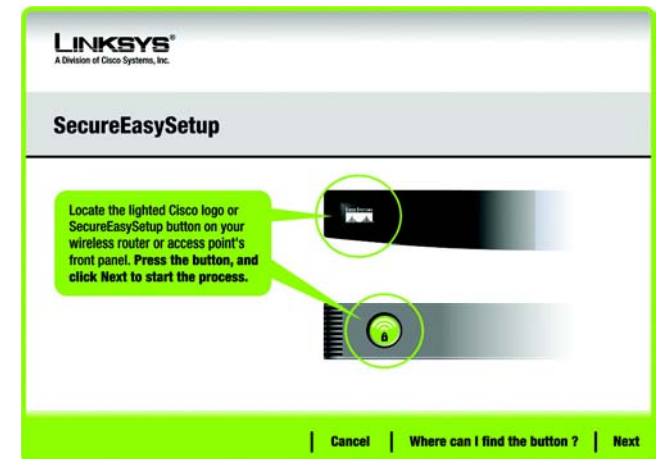 LINKSYS®
A Division of Cisco Systems, Inc.
SecureEasySetup
Locate the lighted Cisco logo or
SecureEasySetup button on your
wireless router or access point's
front panel. Press the button, and
click Next to start the process.
Cancel
Where can I find the button ?
Next